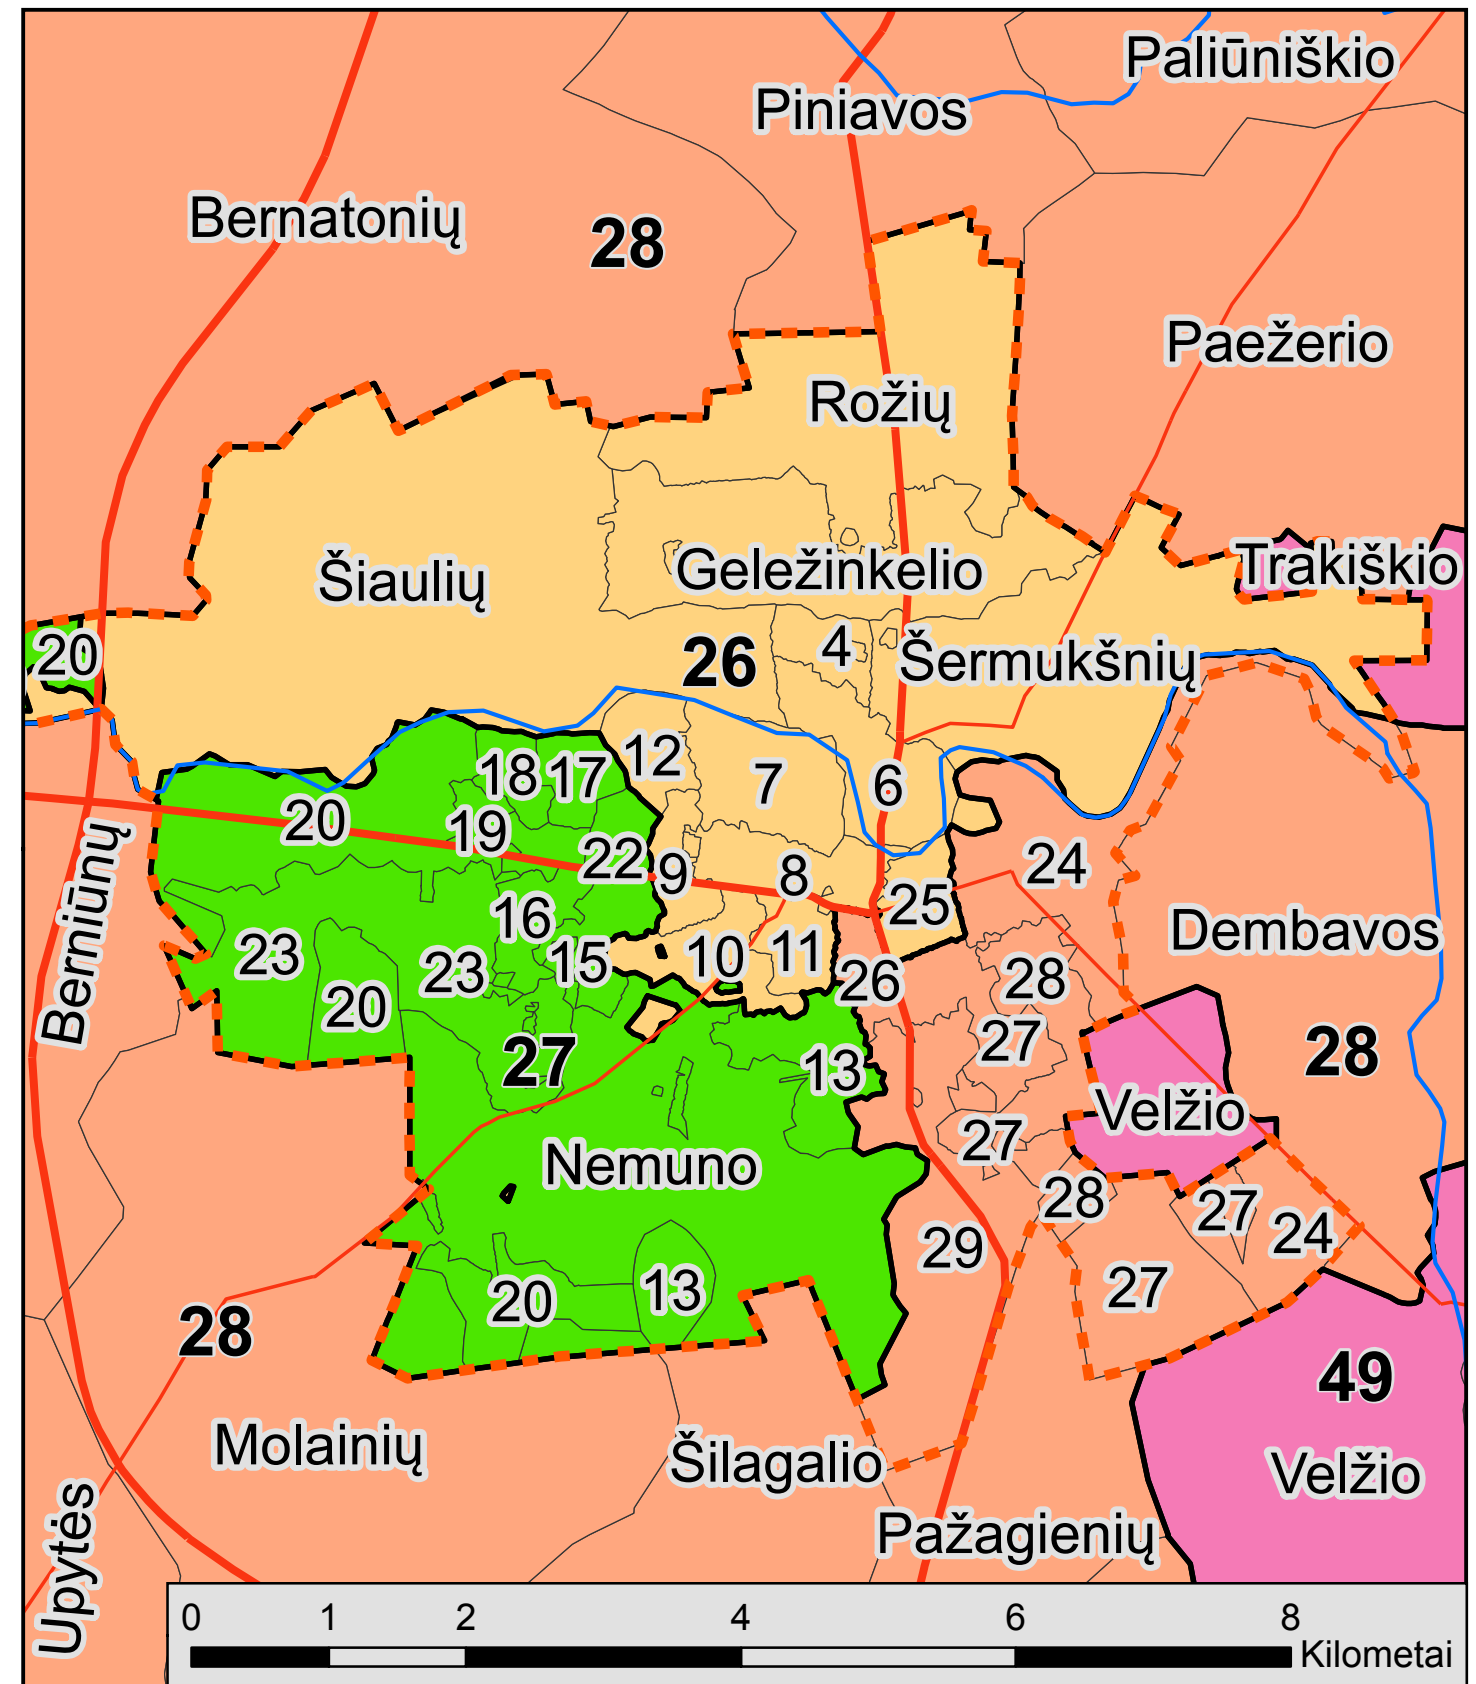 Paliūniškio
Piniavos
Bernatonių
28
Paežerio
Rožių
Trakiškio
Šiaulių
Geležinkelio
20
26
4
Šermukšnių
12
18
17
7
6
20
19
22
9
8
24
25
Berniūnų
23
16
23
15
10
11
Dembavos
20
26
28
27
27
28
13
Velžio
Nemuno
27
28
27
24
29
20
13
27
28
49
Molainių
Šilagalio
Velžio
Pažagienių
Upytės
0 1 2 4 6 8
Kilometai